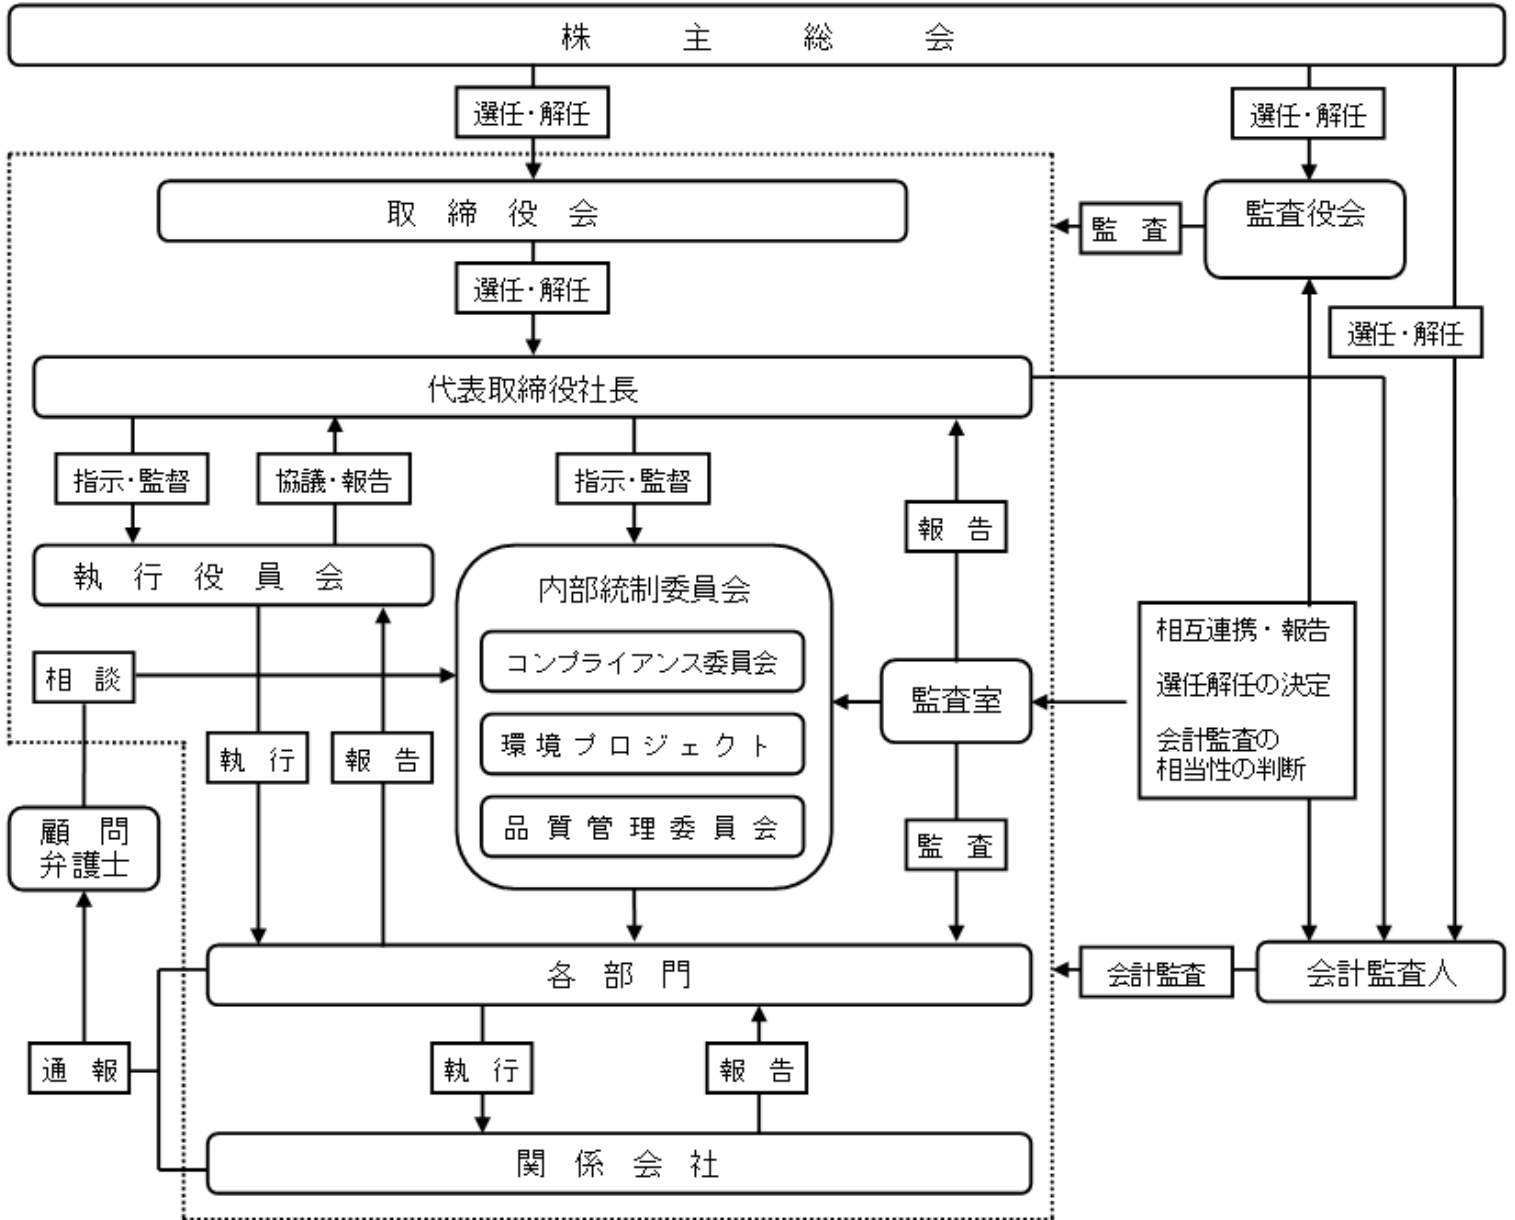 株主総会
選任・解任
選任・解任
取締役会
監査役会
監査
選任・解任
選任・解任
代表取締役社長
指示・監督
協議・報告
指示・監督
報告
執行役員会
内部統制委員会
コンプライアンス委員会
環境プロジェクト
品質管理委員会
相談
監査室
相互連携・報告
選任解任の決定
会計監査の
相当性の判断
執行
報告
顧問
弁護士
監査
各部門
会計監査
会計監査人
通報
執行
報告
関係会社